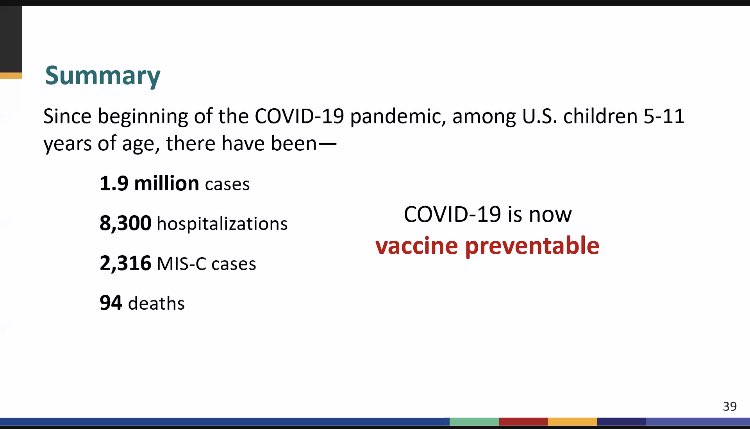 Summary
Since beginning of the COVID-19 pandemic, among U.S. children 5-11
years of age, there have been—
1.9 million cases
8,300 hospitalizations
2,316 MIS-C cases
94 deaths
COVID-19 is now
vaccine preventable
39